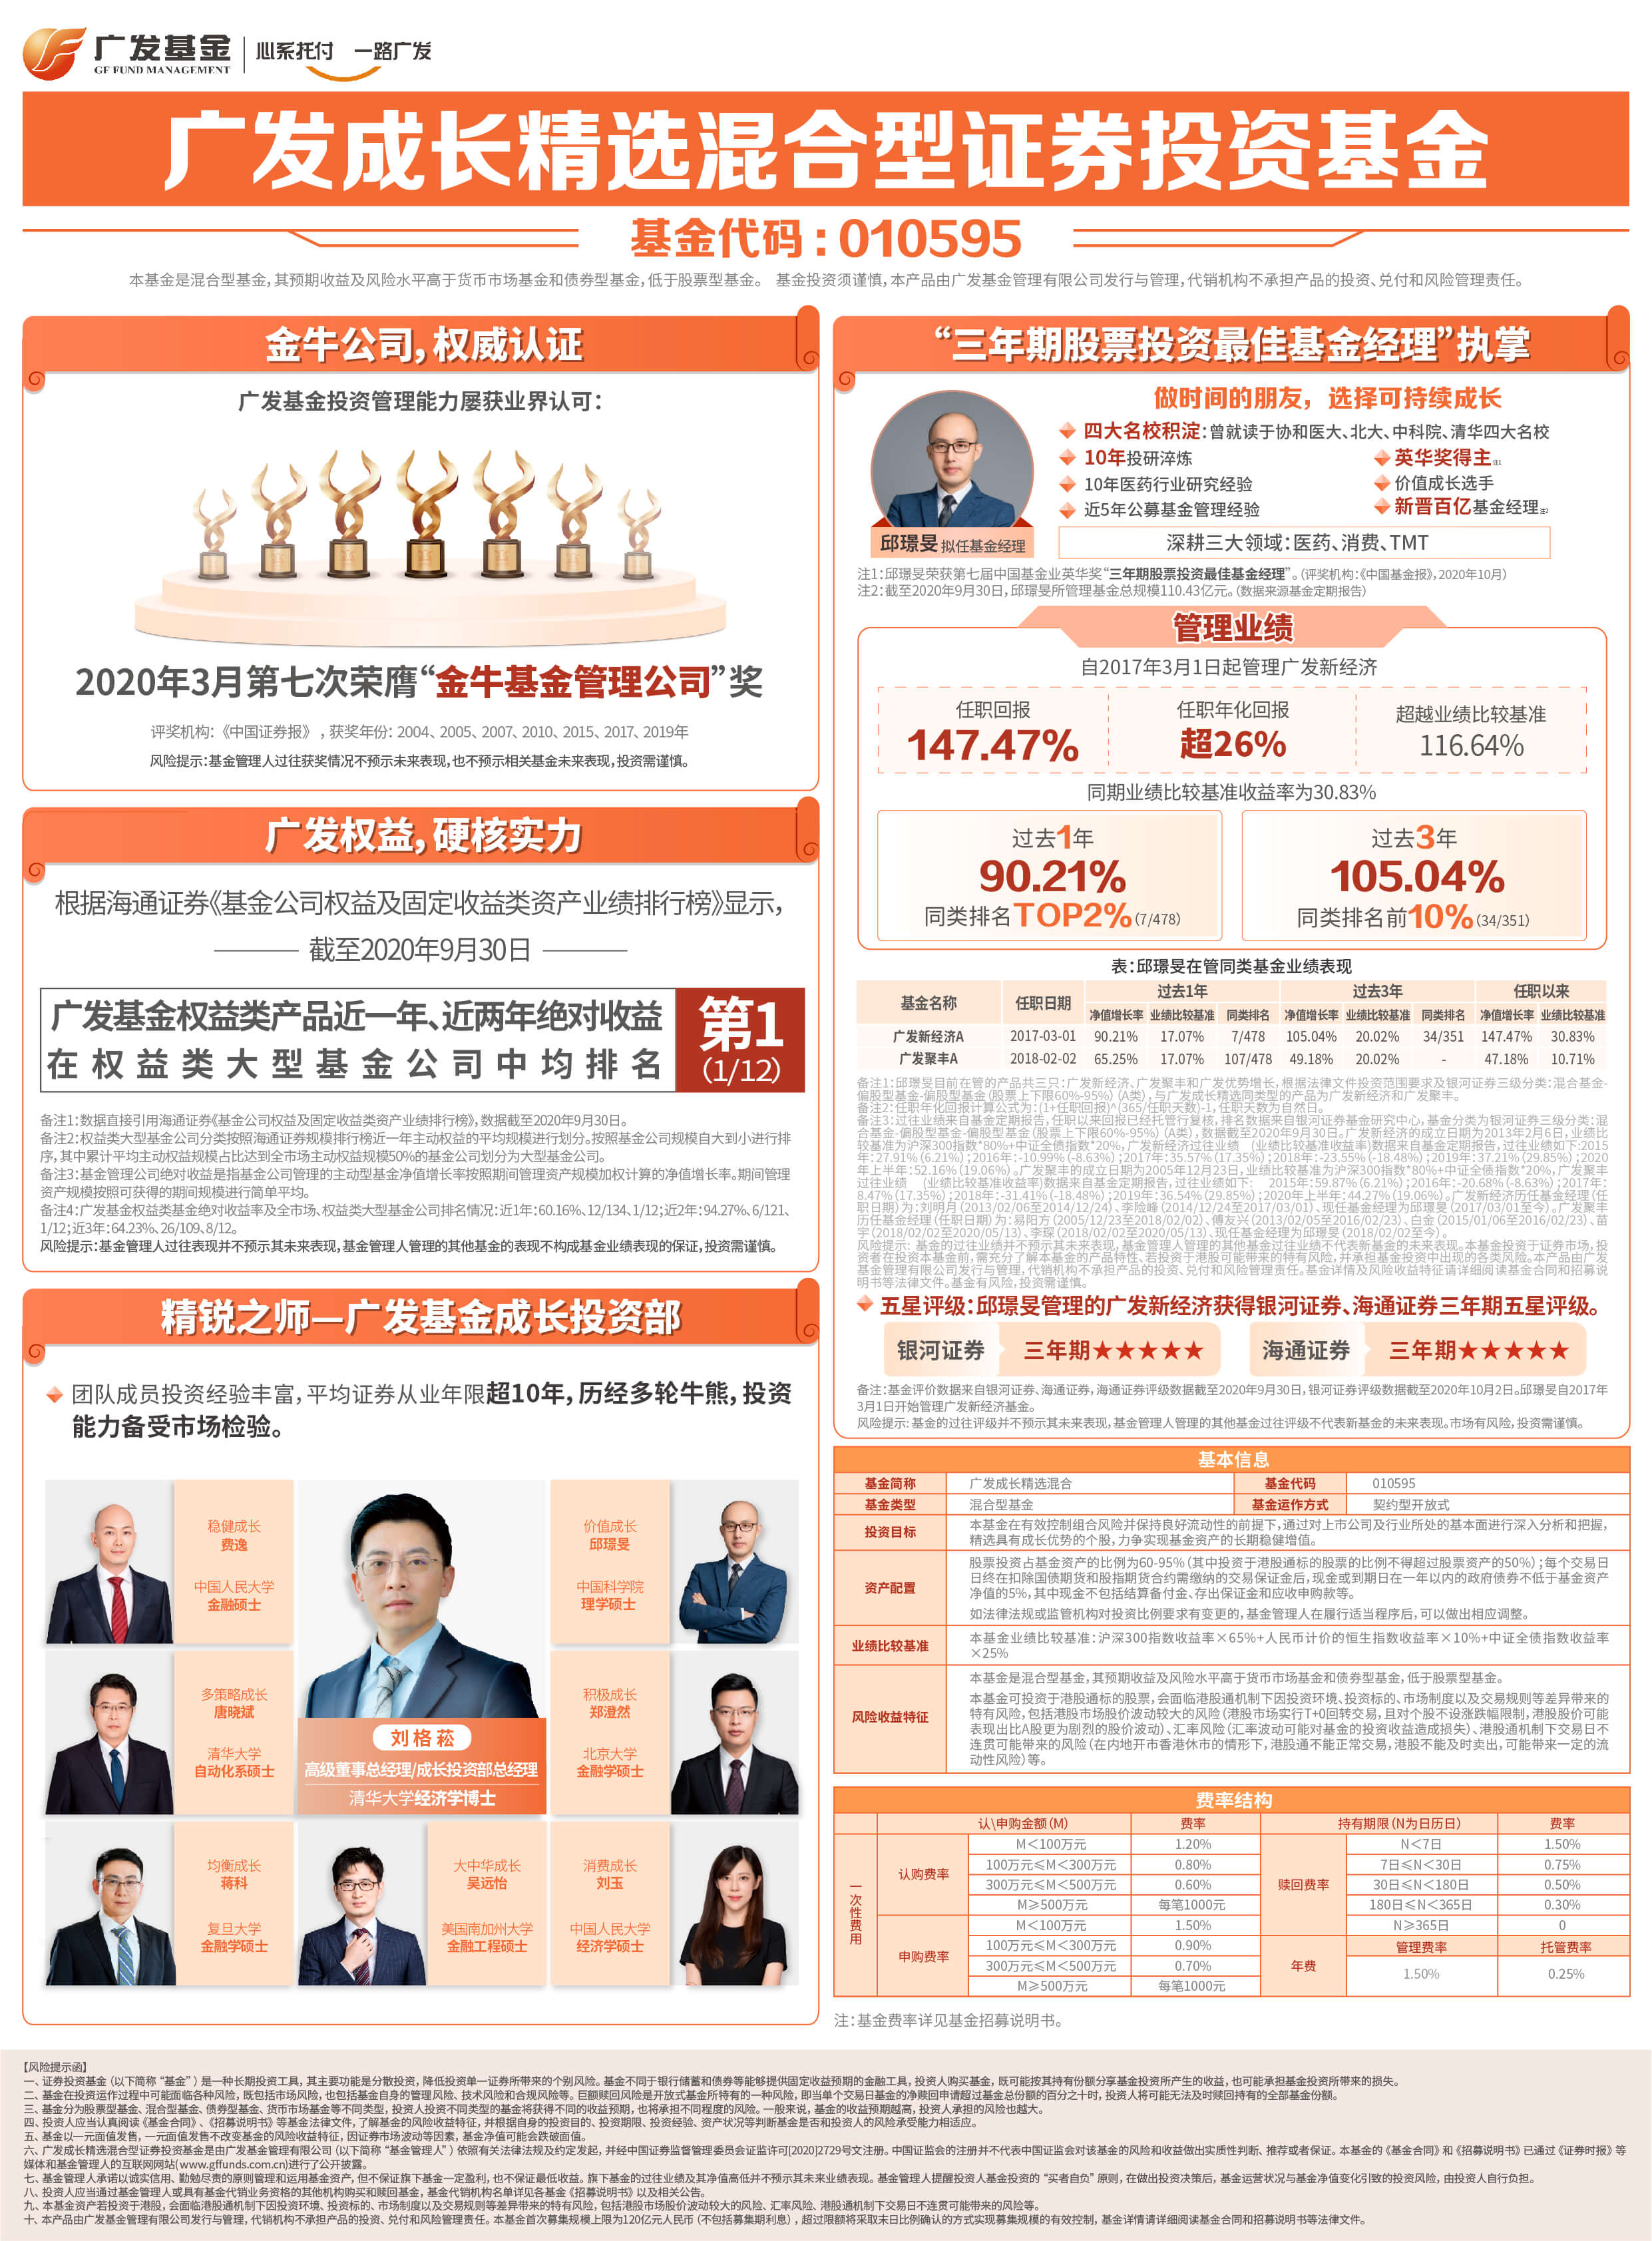 广发基金
GF FUND MANAGEMENT
心系托付 一路广发
广发成长精选混合型证券投资基金
基金代码：010595
本基金是混合型基金，其预期收益及风险水平高于货币市场基金和债券型基金，低于股票型基金。 基金投资须谨慎，本产品由广发基金管理有限公司发行与管理，代销机构不承担产品的投资、兑付和风险管理责任。
金牛公司，权威认证
广发基金投资管理能力屡获业界认可：
2020年3月第七次荣膺“金牛基金管理公司”奖
评奖机构：《中国证券报》，获奖年份：2004、2005、2007、2010、2015、2017、2019年
风险提示：基金管理人过往获奖情况不预示未来表现，也不预示相关基金未来表现，投资需谨慎。
广发权益，硬核实力
根据海通证券《基金公司权益及固定收益类资产业绩排行榜》显示，
截至2020年9月30日
广发基金权益类产品近一年、近两年绝对收益
在权益类大型基金公司中均排名
第1
(1/12)
备注1：数据直接引用海通证券《基金公司权益及固定收益类资产业绩排行榜》，数据截至2020年9月30日。
备注2：权益类大型基金公司分类按照海通证券规模排行榜近一年主动权益的平均规模进行划分。按照基金公司规模自大到小进行排
序，其中累计平均主动权益规模占比达到全市场主动权益规模50%的基金公司划分为大型基金公司。
备注3：基金管理公司绝对收益是指基金公司管理的主动型基金净值增长率按照期间管理资产规模加权计算的净值增长率。期间管理
资产规模按照可获得的期间规模进行简单平均。
备注4：广发基金权益类基金绝对收益率及全市场、权益类大型基金公司排名情况：近1年：60.16%、12/134、1/12；近2年：94.27%、6/121、
1/12；近3年：64.23%、26/109、8/12。
风险提示：基金管理人过往表现并不预示其未来表现，基金管理人管理的其他基金的表现不构成基金业绩表现的保证，投资需谨慎。
精锐之师—广发基金成长投资部
团队成员投资经验丰富，平均证券从业年限超10年，历经多轮牛熊，投资
能力备受市场检验。
稳健成长
费逸
中国人民大学
金融硕士
价值成长
邱璟旻
中国科学院
理学硕士
多策略成长
唐晓斌
清华大学
自动化系硕士
刘格菘
高级董事总经理/成长投资部总经理
清华大学经济学博士
积极成长
郑澄然
北京大学
金融学硕士
均衡成长
蒋科
复旦大学
金融学硕士
大中华成长
吴远怡
美国南加州大学
金融工程硕士
消费成长
刘玉
中国人民大学
经济学硕士
“三年期股票投资最佳基金经理”执掌
做时间的朋友，选择可持续成长
四大名校积淀：曾就读于协和医大、北大、中科院、清华四大名校
10年投研淬炼
英华奖得主注1
10年医药行业研究经验
价值成长选手
近5年公募基金管理经验
新晋百亿基金经理注2
邱璟旻 拟任基金经理
深耕三大领域：医药、消费、TMT
注1：邱璟旻荣获第七届中国基金业英华奖“三年期股票投资最佳基金经理”。（评奖机构：《中国基金报》，2020年10月）
注2：截至2020年9月30日，邱璟旻所管理基金总规模110.43亿元。（数据来源基金定期报告）
管理业绩
自2017年3月1日起管理广发新经济
任职回报
147.47%
任职年化回报
超26%
超越业绩比较基准
116.64%
同期业绩比较基准收益率为30.83%
过去1年
90.21%
同类排名TOP2%(7/478)
过去3年
105.04%
同类排名前10%(34/351)
表：邱璟旻在管同类基金业绩表现
基金名称 任职日期 过去1年 过去3年 任职以来
净值增长率 业绩比较基准 同类排名 净值增长率 业绩比较基准 同类排名 净值增长率 业绩比较基准
广发新经济A 2017-03-01 90.21% 17.07% 7/478 105.04% 20.02% 34/351 147.47% 30.83%
广发聚丰A 2018-02-02 65.25% 17.07% 107/478 49.18% 20.02% - 47.18% 10.71%
备注1：邱璟旻目前在管的产品共三只：广发新经济、广发聚丰和广发优势增长，根据法律文件投资范围要求及银河证券三级分类：混合基金-
偏股型基金-偏股型基金（股票上下限60%-95%）（A类），与广发成长精选同类型的产品为广发新经济和广发聚丰。
备注2：任职年化回报计算公式为：(1+任职回报)^(365/任职天数)-1，任职天数为自然日。
备注3：过往业绩来自基金定期报告，任职以来回报已经托管行复核，排名数据来自银河证券基金研究中心，基金分类为银河证券三级分类：混
合基金-偏股型基金-偏股型基金（股票上下限60%-95%）（A类），数据截至2020年9月30日。广发新经济的成立日期为2013年2月6日，业绩比
较基准为沪深300指数*80%+中证全债指数*20%，广发新经济过往业绩 （业绩比较基准收益率）数据来自基金定期报告，过往业绩如下:2015
年：27.91%（6.21%）；2016年：-10.99%（-8.63%）；2017年：35.57%（17.35%）；2018年：-23.55%（-18.48%）；2019年：37.21%（29.85%）；2020
年上半年：52.16%（19.06%）。广发聚丰的成立日期为2005年12月23日，业绩比较基准为沪深300指数*80%+中证全债指数*20%，广发聚丰
过往业绩 （业绩比较基准收益率）数据来自基金定期报告，过往业绩如下： 2015年：59.87%（6.21%）；2016年：-20.68%（-8.63%）；2017年：
8.47%（17.35%）；2018年：-31.41%（-18.48%）；2019年：36.54%（29.85%）；2020年上半年：44.27%（19.06%）。广发新经济历任基金经理（任
职日期）为：刘明月（2013/02/06至2014/12/24）、李险峰（2014/12/24至2017/03/01）、现任基金经理为邱璟旻（2017/03/01至今）。广发聚丰
历任基金经理（任职日期）为：易阳方（2005/12/23至2018/02/02）、傅友兴（2013/02/05至2016/02/23）、白金（2015/01/06至2016/02/23）、苗
宇（2018/02/02至2020/05/13）、李琛（2018/02/02至2020/05/13）、现任基金经理为邱璟旻（2018/02/02至今）。
风险提示： 基金的过往业绩并不预示其未来表现，基金管理人管理的其他基金过往业绩不代表新基金的未来表现。本基金投资于证券市场，投
资者在投资本基金前，需充分了解本基金的产品特性、若投资于港股可能带来的特有风险，并承担基金投资中出现的各类风险。本产品由广发
基金管理有限公司发行与管理，代销机构不承担产品的投资、兑付和风险管理责任。基金详情及风险收益特征请详细阅读基金合同和招募说
明书等法律文件。基金有风险，投资需谨慎。
五星评级：邱璟旻管理的广发新经济获得银河证券、海通证券三年期五星评级。
银河证券 三年期★★★★★
海通证券 三年期★★★★★
备注：基金评价数据来自银河证券、海通证券，海通证券评级数据截至2020年9月30日，银河证券评级数据截至2020年10月2日。邱璟旻自2017年
3月1日开始管理广发新经济基金。
风险提示：基金的过往评级并不预示其未来表现，基金管理人管理的其他基金过往评级不代表新基金的未来表现。市场有风险，投资需谨慎。
基本信息
基金简称 广发成长精选混合 基金代码 010595
基金类型 混合型基金 基金运作方式 契约型开放式
投资目标
本基金在有效控制组合风险并保持良好流动性的前提下，通过对上市公司及行业所处的基本面进行深入分析和把握，
精选具有成长优势的个股，力争实现基金资产的长期稳健增值。
资产配置
股票投资占基金资产的比例为60-95%（其中投资于港股通标的股票的比例不得超过股票资产的50%）；每个交易日
日终在扣除国债期货和股指期货合约需缴纳的交易保证金后，现金或到期日在一年以内的政府债券不低于基金资产
净值的5%，其中现金不包括结算备付金、存出保证金和应收申购款等。
如法律法规或监管机构对投资比例要求有变更的，基金管理人在履行适当程序后，可以做出相应调整。
业绩比较基准
本基金业绩比较基准：沪深300指数收益率×65%+人民币计价的恒生指数收益率×10%+中证全债指数收益率
×25%
风险收益特征
本基金是混合型基金，其预期收益及风险水平高于货币市场基金和债券型基金，低于股票型基金。
本基金可投资于港股通标的股票，会面临港股通机制下因投资环境、投资标的、市场制度以及交易规则等差异带来的
特有风险，包括港股市场股价波动较大的风险（港股市场实行T+0回转交易，且对个股不设涨跌幅限制，港股股价可能
表现出比A股更为剧烈的股价波动）、汇率风险（汇率波动可能对基金的投资收益造成损失）、港股通机制下交易日不
连贯可能带来的风险（在内地开市香港休市的情形下，港股通不能正常交易，港股不能及时卖出，可能带来一定的流
动性风险）等。
费率结构
认\申购金额（M） 费率 持有期限（N为日历日） 费率
一次性费用
认购费率
M＜100万元 1.20%
100万元≤M＜300万元 0.80%
300万元≤M＜500万元 0.60%
M≥500万元 每笔1000元
申购费率
M＜100万元 1.50%
100万元≤M＜300万元 0.90%
300万元≤M＜500万元 0.70%
M≥500万元 每笔1000元
赎回费率
N＜7日 1.50%
7日≤N＜30日 0.75%
30日≤N＜180日 0.50%
180日≤N＜365日 0.30%
N≥365日 0
年费
管理费率 托管费率
1.50% 0.25%
注：基金费率详见基金招募说明书。
【风险提示函】
一、证券投资基金（以下简称“基金”）是一种长期投资工具，其主要功能是分散投资，降低投资单一证券所带来的个别风险。基金不同于银行储蓄和债券等能够提供固定收益预期的金融工具，投资人购买基金，既可能按其持有份额分享基金投资所产生的收益，也可能承担基金投资所带来的损失。
二、基金在投资运作过程中可能面临各种风险，既包括市场风险，也包括基金自身的管理风险、技术风险和合规风险等。巨额赎回风险是开放式基金所特有的一种风险，即当单个交易日基金的净赎回申请超过基金总份额的百分之十时，投资人将可能无法及时赎回持有的全部基金份额。
三、基金分为股票型基金、混合型基金、债券型基金、货币市场基金等不同类型，投资人投资不同类型的基金将获得不同的收益预期，也将承担不同程度的风险。一般来说，基金的收益预期越高，投资人承担的风险也越大。
四、投资人应当认真阅读《基金合同》、《招募说明书》等基金法律文件，了解基金的风险收益特征，并根据自身的投资目的、投资期限、投资经验、资产状况等判断基金是否和投资人的风险承受能力相适应。
五、基金以一元面值发售，一元面值发售不改变基金的风险收益特征，因证券市场波动等因素，基金净值可能会跌破面值。
六、广发成长精选混合型证券投资基金是由广发基金管理有限公司（以下简称“基金管理人”）依照有关法律法规及约定发起，并经中国证券监督管理委员会证监许可[2020]2729号文注册。中国证监会的注册并不代表中国证监会对该基金的风险和收益做出实质性判断、推荐或者保证。本基金的《基金合同》和《招募说明书》已通过《证券时报》等
媒体和基金管理人的互联网网站(www.gffunds.com.cn)进行了公开披露。
七、基金管理人承诺以诚实信用、勤勉尽责的原则管理和运用基金资产，但不保证旗下基金一定盈利，也不保证最低收益。旗下基金的过往业绩及其净值高低并不预示其未来业绩表现。基金管理人提醒投资人基金投资的“买者自负”原则，在做出投资决策后，基金运营状况与基金净值变化引致的投资风险，由投资人自行负担。
八、投资人应当通过基金管理人或具有基金代销业务资格的其他机构购买和赎回基金，基金代销机构名单详见各基金《招募说明书》以及相关公告。
九、本基金资产若投资于港股，会面临港股通机制下因投资环境、投资标的、市场制度以及交易规则等差异带来的特有风险，包括港股市场股价波动较大的风险、汇率风险、港股通机制下交易日不连贯可能带来的风险等。
十、本产品由广发基金管理有限公司发行与管理，代销机构不承担产品的投资、兑付和风险管理责任。本基金首次募集规模上限为120亿元人民币（不包括募集期利息），超过限额将采取末日比例确认的方式实现募集规模的有效控制，基金详情请详细阅读基金合同和招募说明书等法律文件。